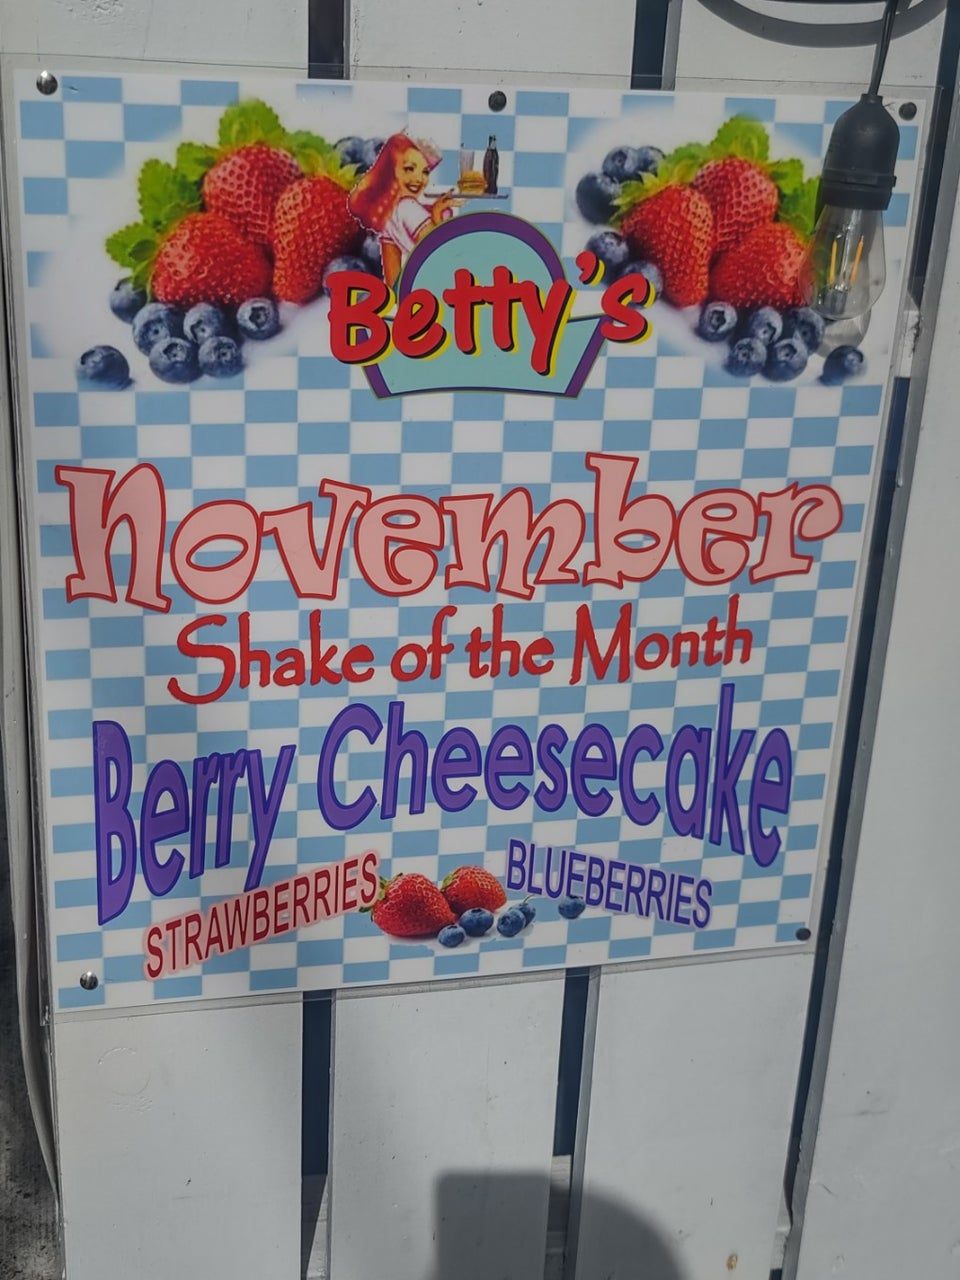 Betty's
November
Shake of the Month
Berry Cheesecake
STRAWBERRIES
BLUEBERRIES